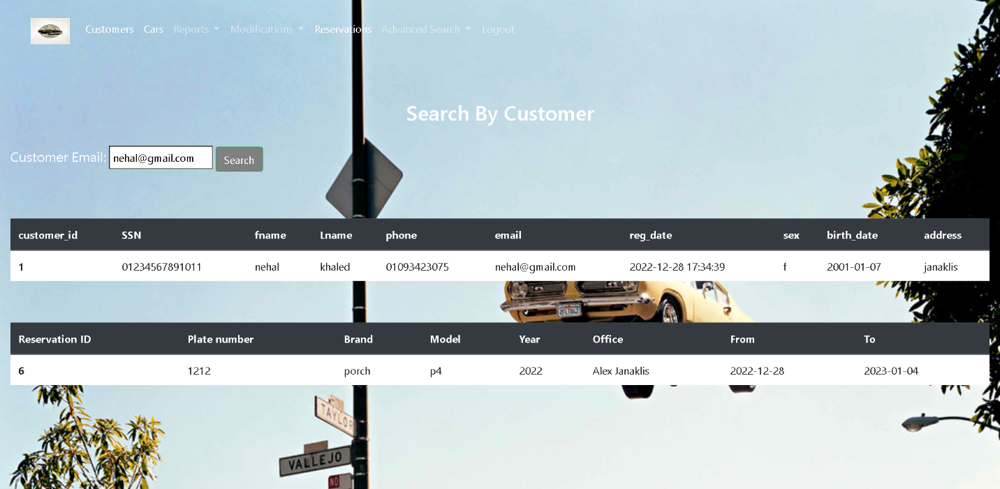 Customers Cars Reports Modifications Reservations Advanced Search Logout
Search By Customer
Customer Email: nehal@gmail.com Search
customer_id SSN fname Lname phone email reg_date sex birth_date address
1 01234567891011 nehal khaled 01093423075 nehal@gmail.com 2022-12-28 17:34:39 f 2001-01-07 janaklis
ZFLT842
Reservation ID Plate number Brand Model Year Office From To
6 1212 porch p4 2022 Alex Janaklis 2022-12-28 2023-01-04
TAYLOR
VALLEJO
NO